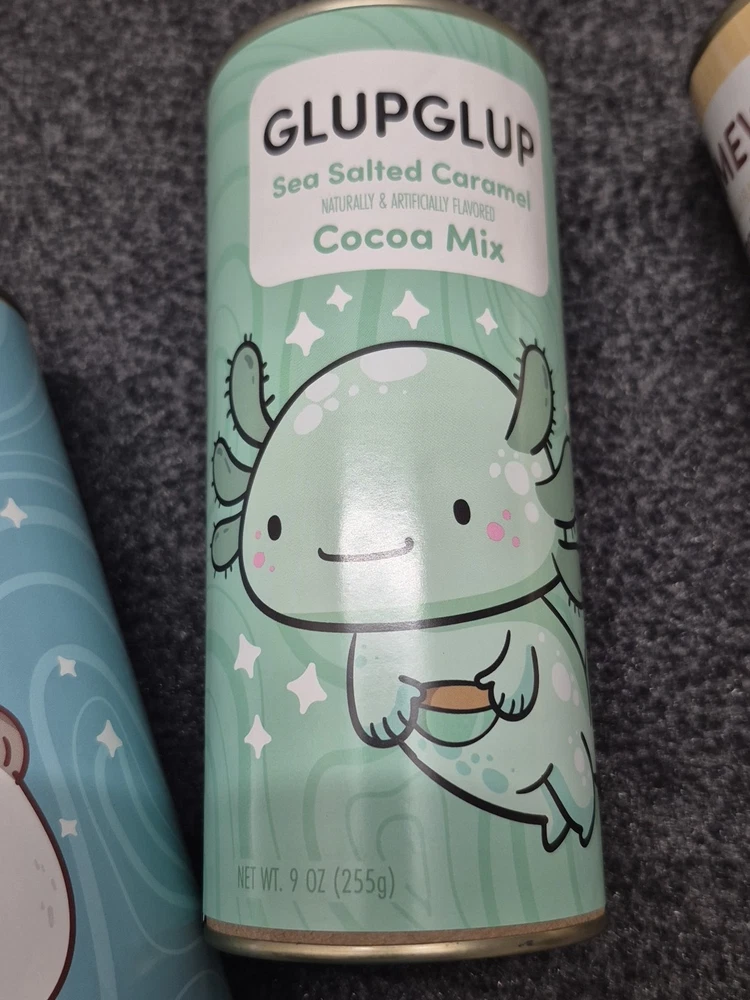 GLUPGLUP
Sea Salted Caramel
NATURALLY & ARTIFICIALLY FLAVORED
Cocoa Mix
NET WT. 9 OZ (255g)